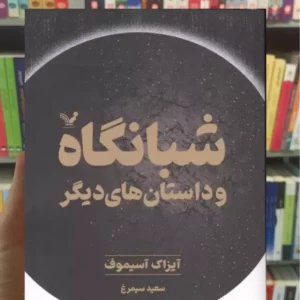 شبانگاه
و داستان های دیگر
آیزاک آسیموف
سعید سیمرغ